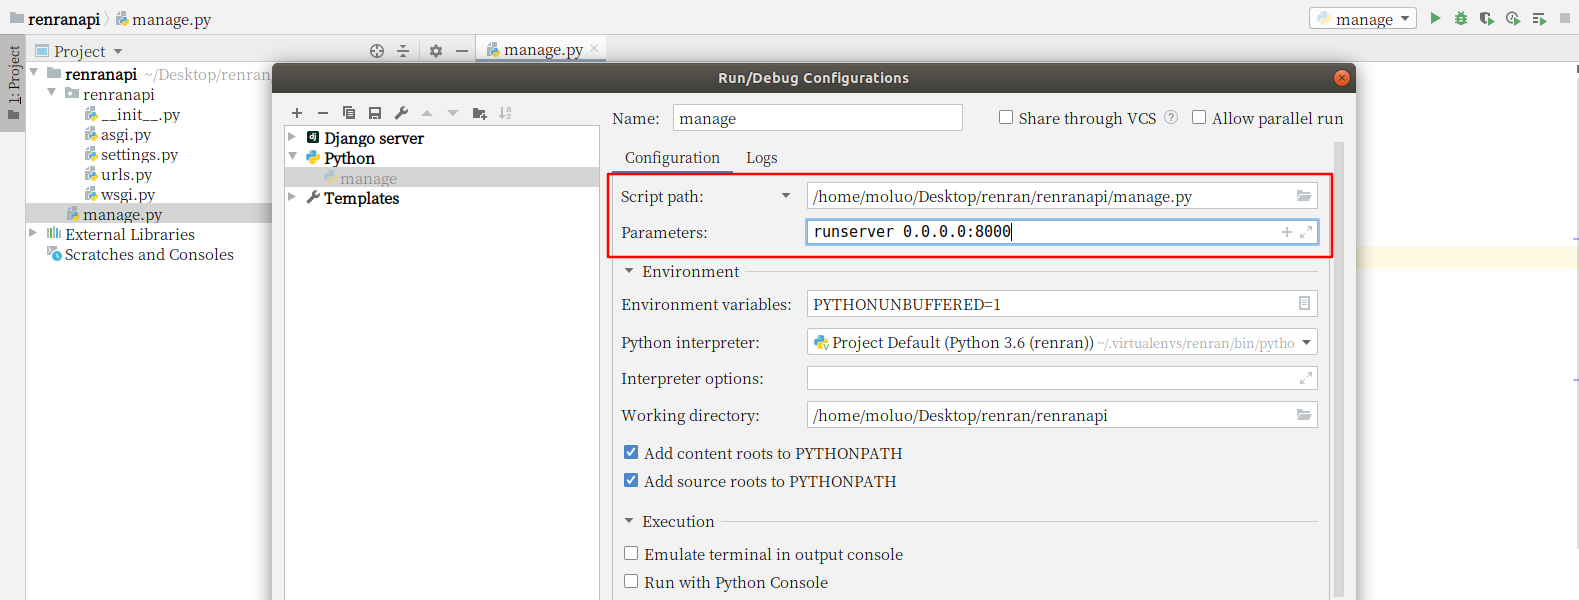 renranapi manage.py
manage
1: Project
Project
manage.py
renranapi ~/Desktop/renran
renranapi
__init__.py
asgi.py
settings.py
urls.py
wsgi.py
manage.py
External Libraries
Scratches and Consoles
Run/Debug Configurations
dj Django server
Python
manage
Templates
Name: manage
Share through VCS ? Allow parallel run
Configuration Logs
Script path: /home/moluo/Desktop/renran/renranapi/manage.py
Parameters: runserver 0.0.0.0:8000
Environment
Environment variables: PYTHONUNBUFFERED=1
Python interpreter: Project Default (Python 3.6 (renran)) ~/.virtualenvs/renran/bin/pytho
Interpreter options:
Working directory: /home/moluo/Desktop/renran/renranapi
Add content roots to PYTHONPATH
Add source roots to PYTHONPATH
Execution
Emulate terminal in output console
Run with Python Console